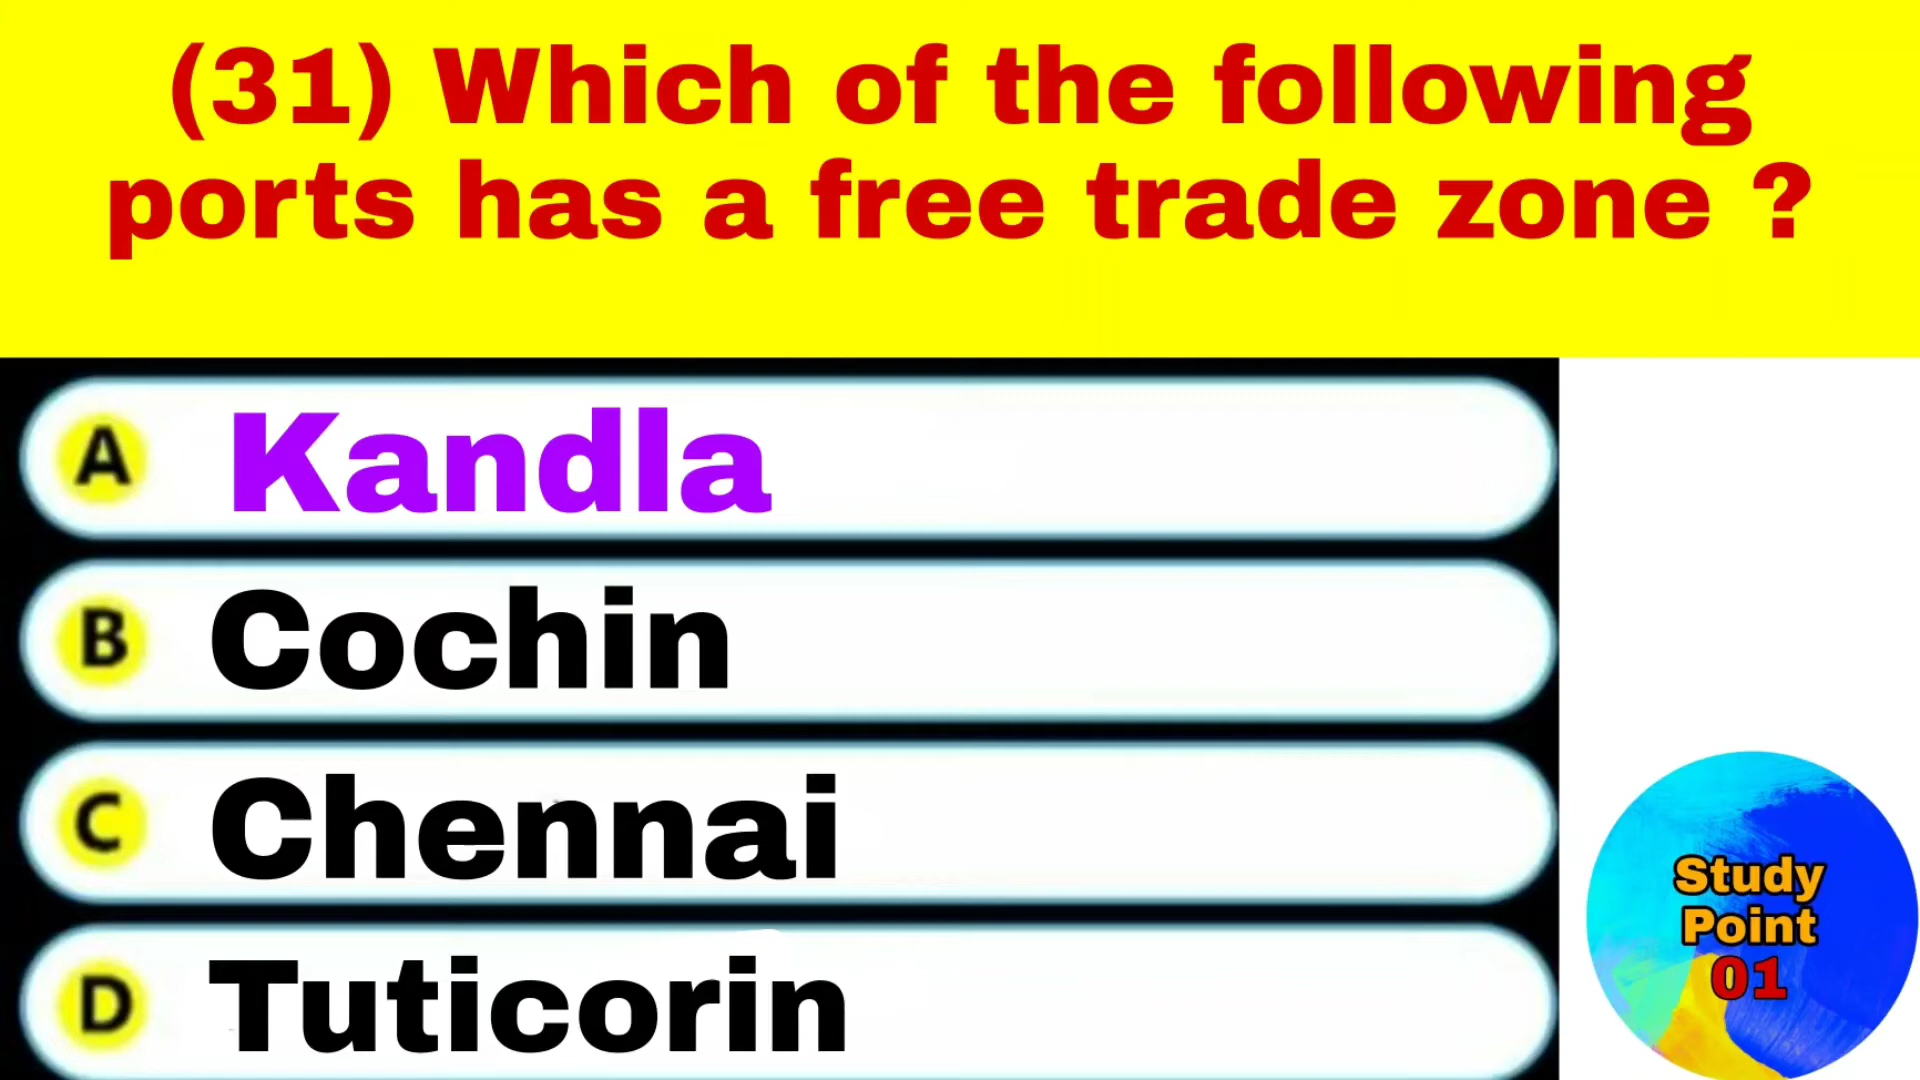 (31) Which of the following
ports has a free trade zone ?
A Kandla
B Cochin
C Chennai
D Tuticorin
Study
Point
01